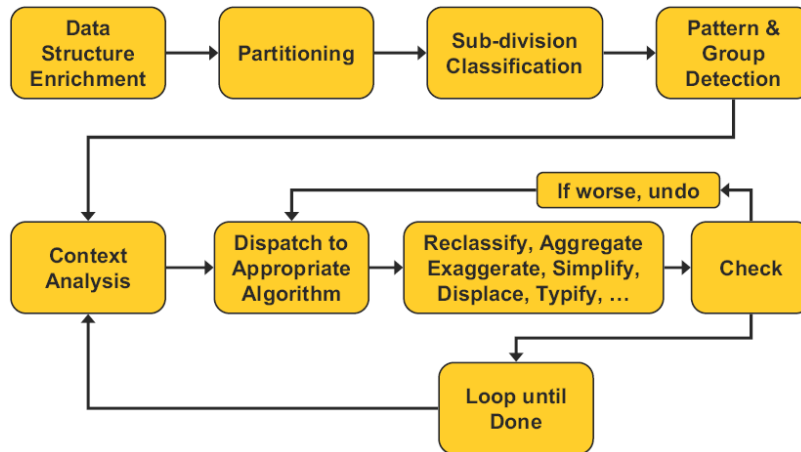 Data
Structure
Enrichment
Partitioning
Sub-division
Classification
Pattern &
Group
Detection
If worse, undo
Context
Analysis
Dispatch to
Appropriate
Algorithm
Reclassify, Aggregate
Exaggerate, Simplify,
Displace, Typify, …
Check
Loop until
Done